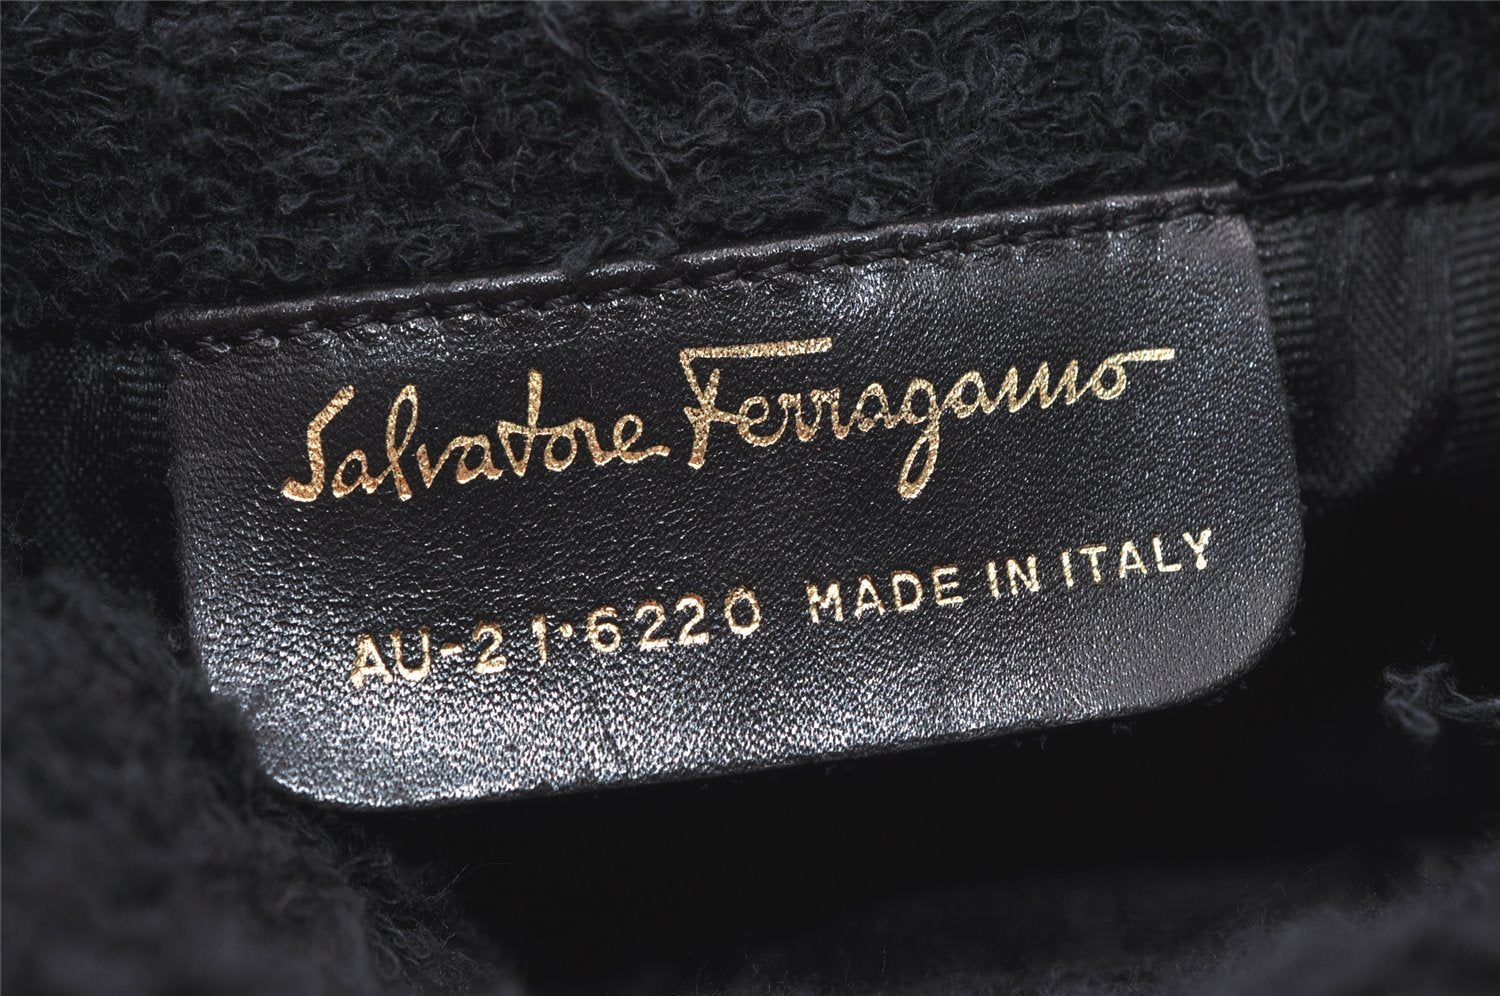 Salvatore Ferragamo
AU-21·6220 MADE IN ITALY